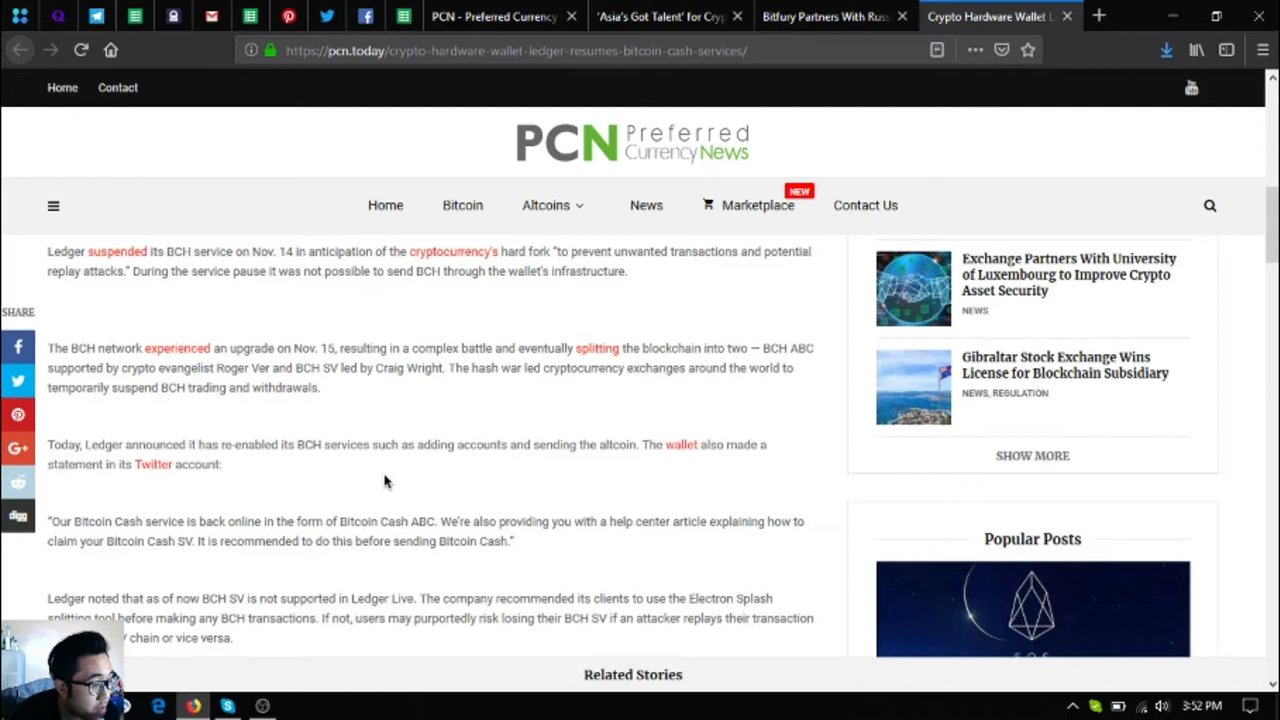 PCN - Preferred Currency
'Asia's Got Talent' for Cryp
Bitfury Partners With Russ
Crypto Hardware Wallet L
https://pcn.today/crypto-hardware-wallet-ledger-resumes-bitcoin-cash-services/
Home Contact
PCN Preferred
CurrencyNews
NEW
Home Bitcoin Altcoins News Marketplace Contact Us
Ledger suspended its BCH service on Nov. 14 in anticipation of the cryptocurrency's hard fork "to prevent unwanted transactions and potential
replay attacks." During the service pause it was not possible to send BCH through the wallet's infrastructure.
SHARE
The BCH network experienced an upgrade on Nov. 15, resulting in a complex battle and eventually splitting the blockchain into two — BCH ABC
supported by crypto evangelist Roger Ver and BCH SV led by Craig Wright. The hash war led cryptocurrency exchanges around the world to
temporarily suspend BCH trading and withdrawals.
Today, Ledger announced it has re-enabled its BCH services such as adding accounts and sending the altcoin. The wallet also made a
statement in its Twitter account:
"Our Bitcoin Cash service is back online in the form of Bitcoin Cash ABC. We're also providing you with a help center article explaining how to
claim your Bitcoin Cash SV. It is recommended to do this before sending Bitcoin Cash."
Ledger noted that as of now BCH SV is not supported in Ledger Live. The company recommended its clients to use the Electron Splash
splitting tool before making any BCH transactions. If not, users may purportedly risk losing their BCH SV if an attacker replays their transaction
chain or vice versa.
digg
Exchange Partners With University
of Luxembourg to Improve Crypto
Asset Security
NEWS
Gibraltar Stock Exchange Wins
License for Blockchain Subsidiary
NEWS, REGULATION
SHOW MORE
Popular Posts
EOS
Related Stories
3:52 PM